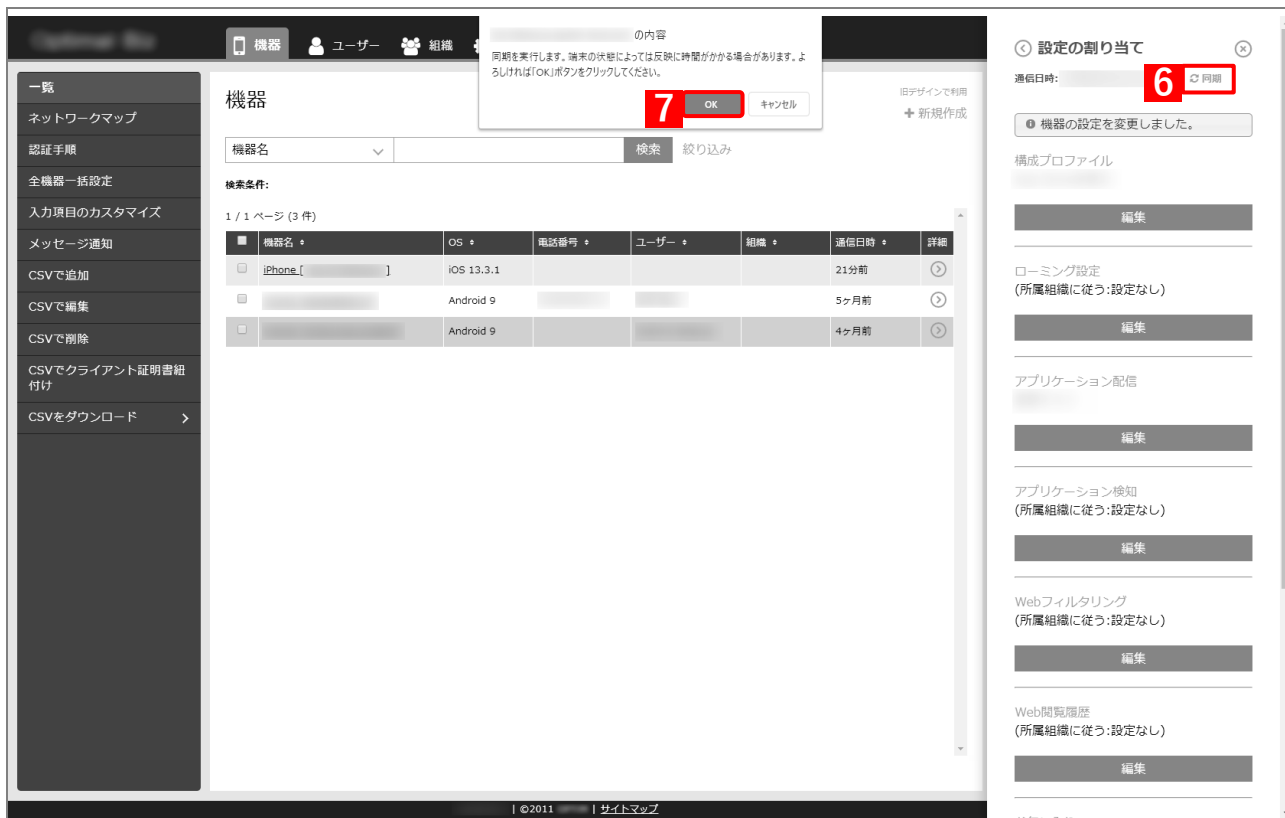 機器
ユーザー
組織
の内容
同期を実行します。端末の状態によっては反映に時間がかかる場合があります。よ
ろしければ「OK」ボタンをクリックしてください。
7
OK
キャンセル
設定の割り当て
通信日時:
6
同期
機器の設定を変更しました。
構成プロファイル
編集
ローミング設定
(所属組織に従う:設定なし)
編集
アプリケーション配信
編集
アプリケーション検知
(所属組織に従う:設定なし)
編集
Webフィルタリング
(所属組織に従う:設定なし)
編集
Web閲覧履歴
(所属組織に従う:設定なし)
編集
一覧
ネットワークマップ
認証手順
全機器一括設定
入力項目のカスタマイズ
メッセージ通知
CSVで追加
CSVで編集
CSVで削除
CSVでクライアント証明書紐
付け
CSVをダウンロード
機器
旧デザインで利用
新規作成
機器名
検索
絞り込み
検索条件:
1 / 1 ページ (3 件)
機器名 OS 電話番号 ユーザー 組織 通信日時 詳細
iPhone [ ] iOS 13.3.1 21分前
Android 9 5ヶ月前
Android 9 4ヶ月前
| ©2011 | サイトマップ